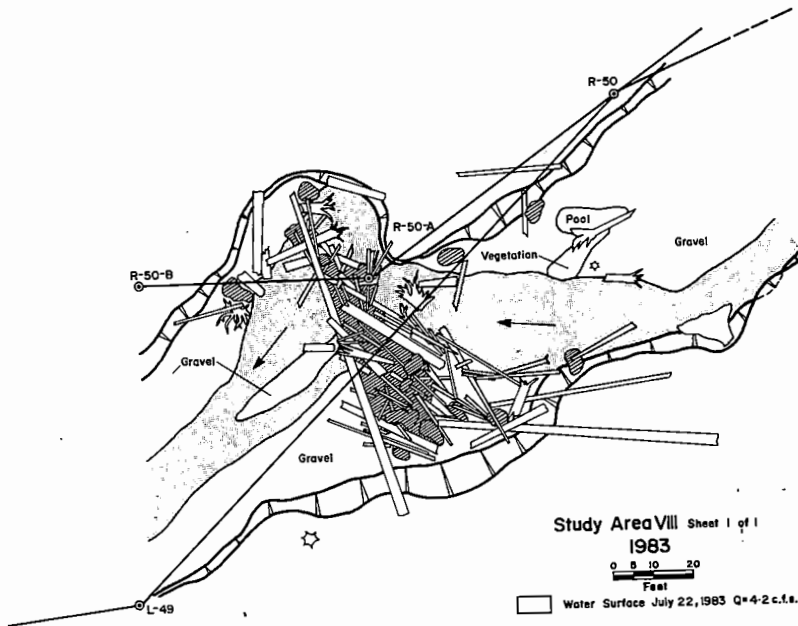 R-50
R-50-A
Pool
Vegetation
Gravel
R-50-B
Gravel
Gravel
L-49
Study Area VIII Sheet 1 of 1
1983
0 5 10 20
Feet
Water Surface July 22, 1983 Q=4.2 c.f.s.